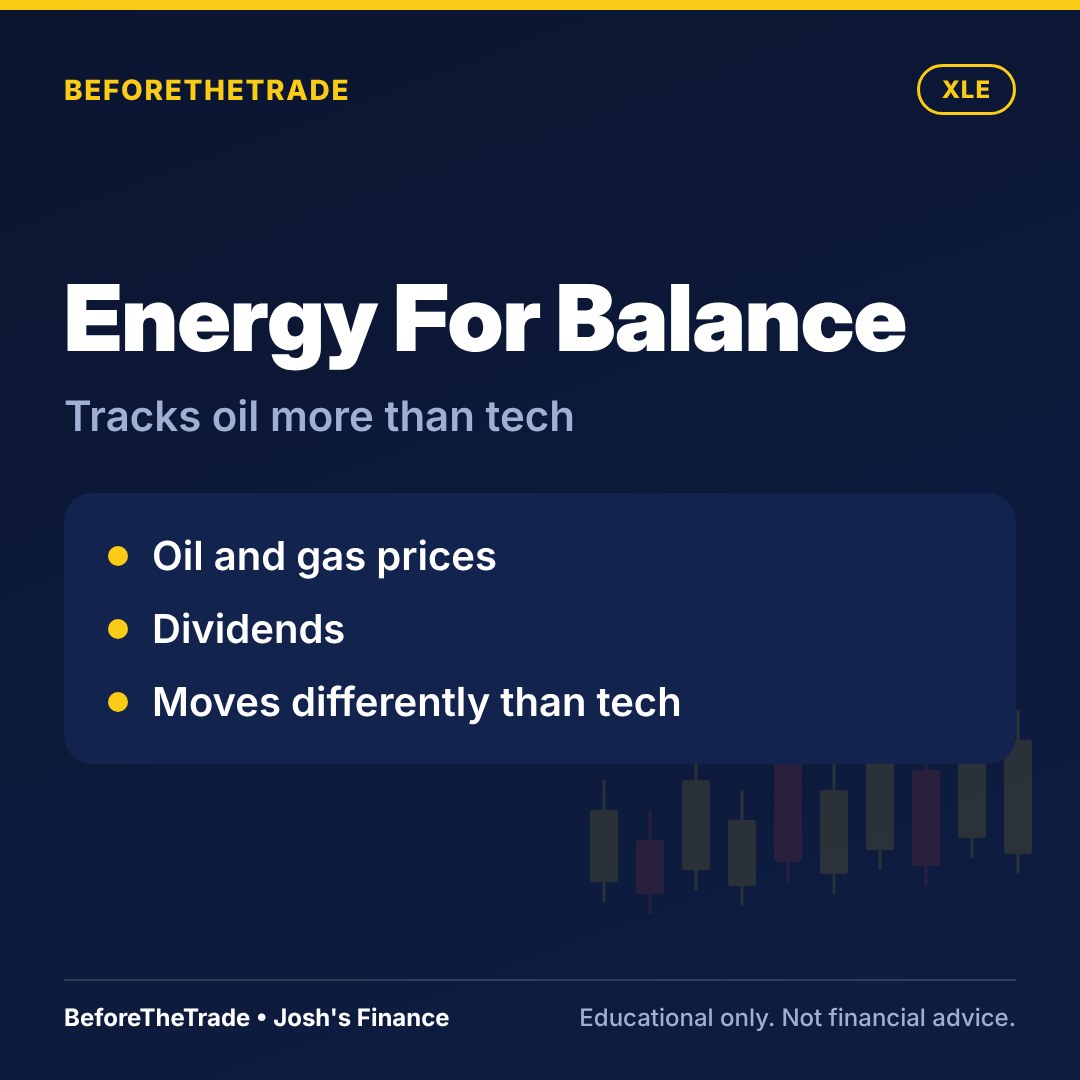 BEFORETHETRADE
XLE
Energy For Balance
Tracks oil more than tech
Oil and gas prices
Dividends
Moves differently than tech
BeforeTheTrade • Josh's Finance
Educational only. Not financial advice.